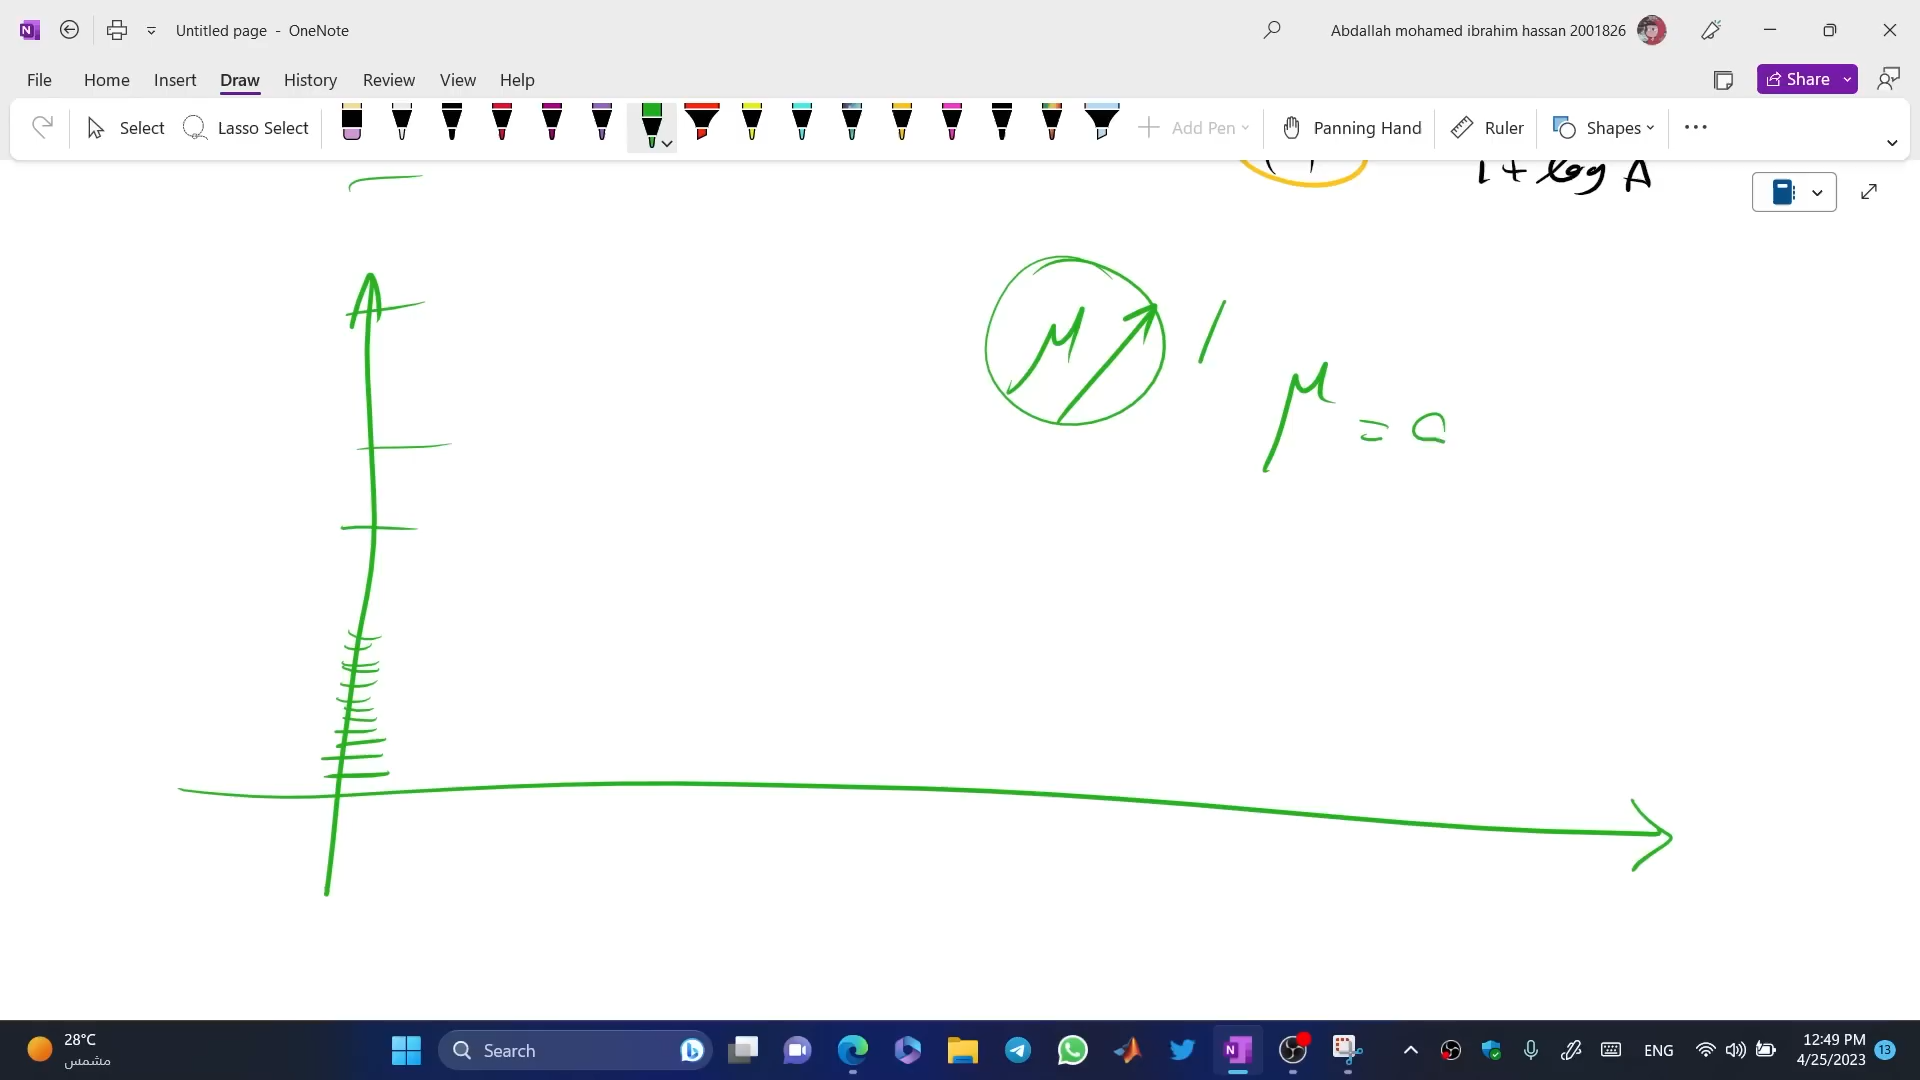 Untitled page - OneNote
Abdallah mohamed ibrahim hassan 2001826
File Home Insert Draw History Review View Help
Share
Select Lasso Select
Add Pen
Panning Hand
Ruler
Shapes
1 + log A
μ
μ =
28°C
مشمس
Search
ENG
12:49 PM
4/25/2023
13